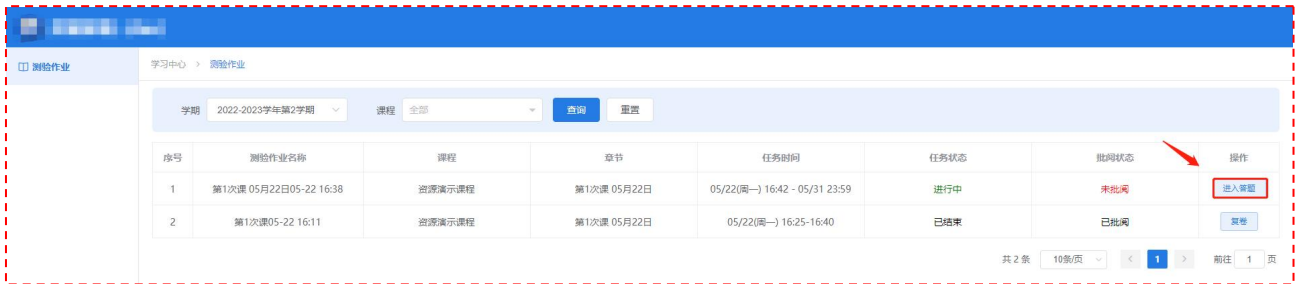 测验作业
学习中心 > 测验作业
学期 2022-2023学年第2学期 课程 全部 查询 重置
序号 测验作业名称 课程 章节 任务时间 任务状态 批阅状态 操作
1 第1次课 05月22日05-22 16:38 资源演示课程 第1次课 05月22日 05/22(周一) 16:42 - 05/31 23:59 进行中 未批阅 进入答题
2 第1次课05-22 16:11 资源演示课程 第1次课 05月22日 05/22(周一) 16:25-16:40 已结束 已批阅 复卷
共 2 条 10条/页 < 1 > 前往 1 页